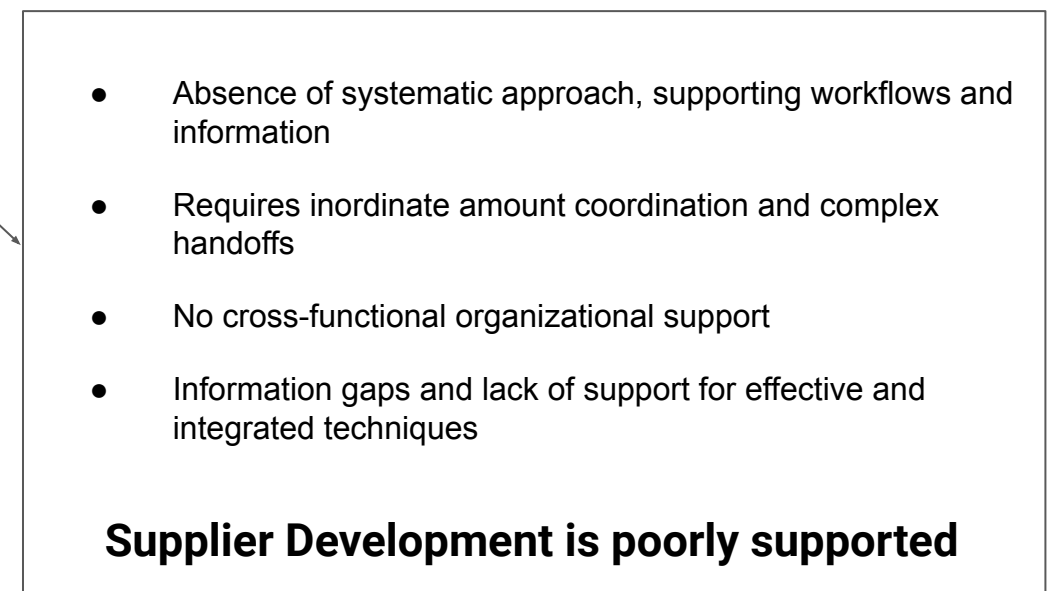 ● Absence of systematic approach, supporting workflows and
information
● Requires inordinate amount coordination and complex
handoffs
● No cross-functional organizational support
● Information gaps and lack of support for effective and
integrated techniques
Supplier Development is poorly supported